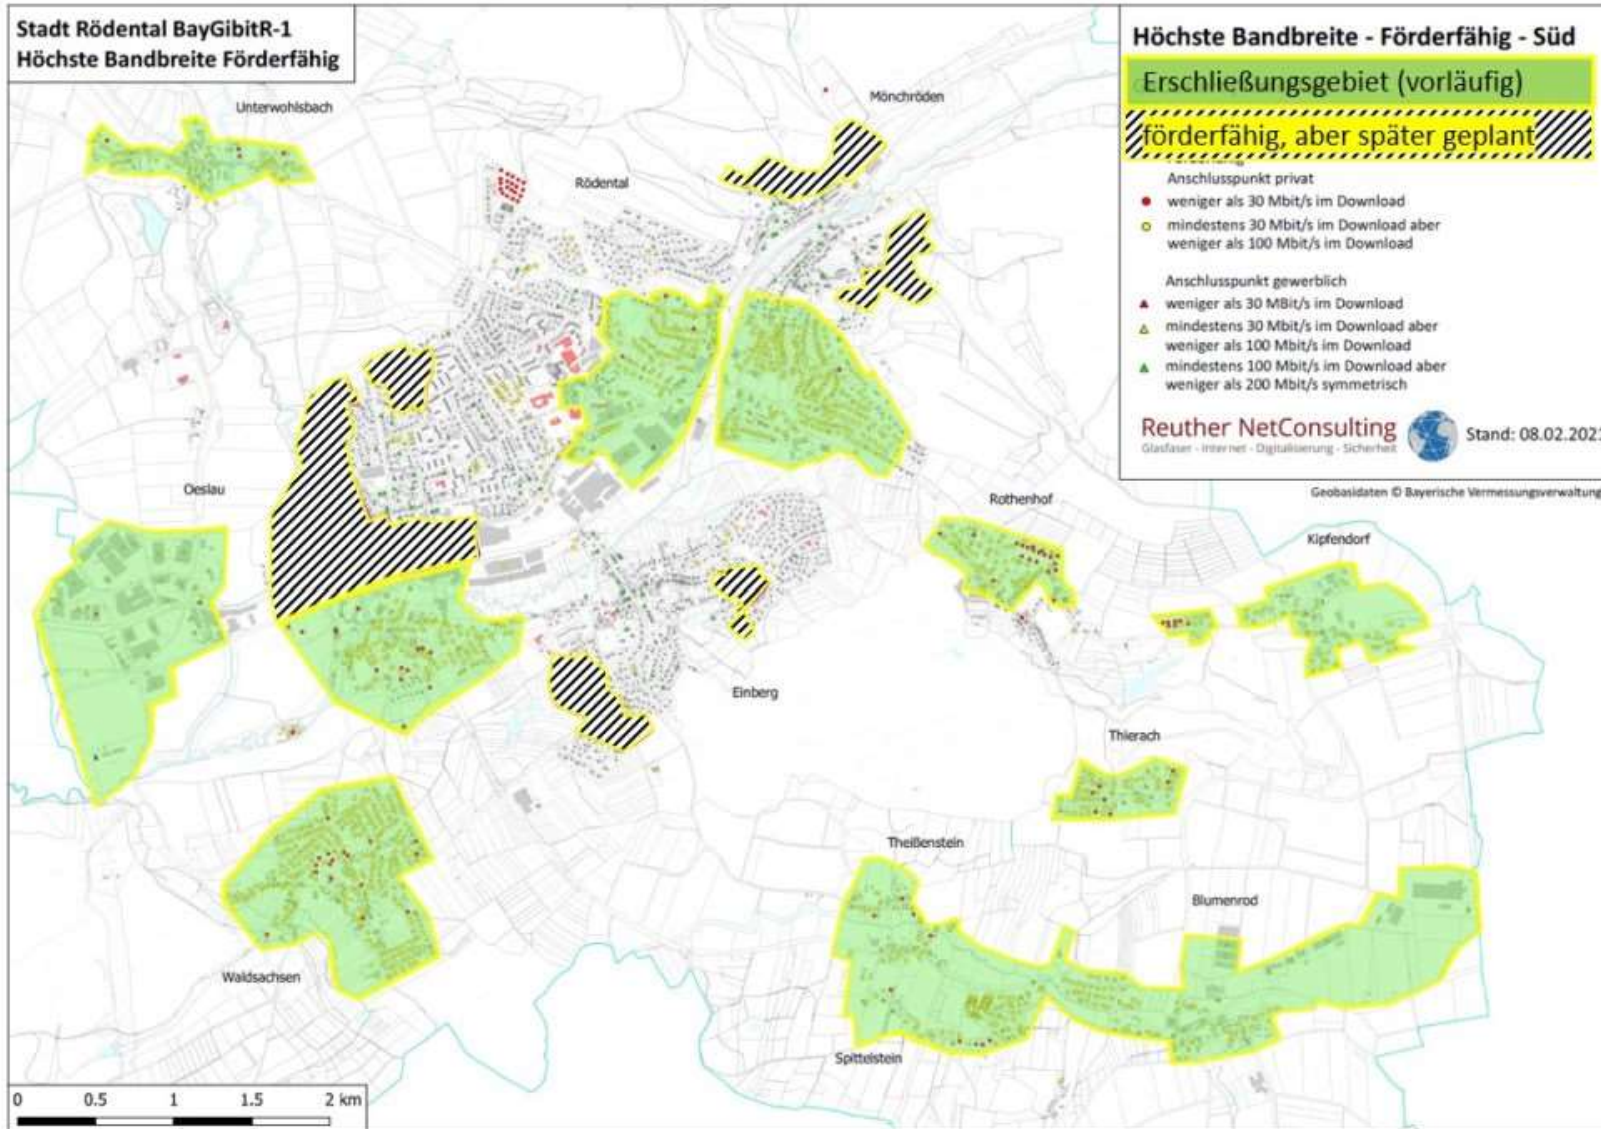 Stadt Rödental BayGibitR-1
Höchste Bandbreite Förderfähig
Höchste Bandbreite - Förderfähig - Süd
Erschließungsgebiet (vorläufig)
förderfähig, aber später geplant
Anschlusspunkt privat
weniger als 30 Mbit/s im Download
mindestens 30 Mbit/s im Download aber
weniger als 100 Mbit/s im Download
Anschlusspunkt gewerblich
weniger als 30 MBit/s im Download
mindestens 30 Mbit/s im Download aber
weniger als 100 Mbit/s im Download
mindestens 100 Mbit/s im Download aber
weniger als 200 Mbit/s symmetrisch
Reuther NetConsulting
Glasfaser - Internet - Digitalisierung - Sicherheit
Stand: 08.02.2021
Geobasidaten © Bayerische Vermessungsverwaltung
Unterwohlsbach
Mönchröden
Rödental
Oeslau
Rothenhof
Kipfendorf
Einberg
Thierach
Theißenstein
Blumenrod
Waldsachsen
Spittelstein
0 0.5 1 1.5 2 km